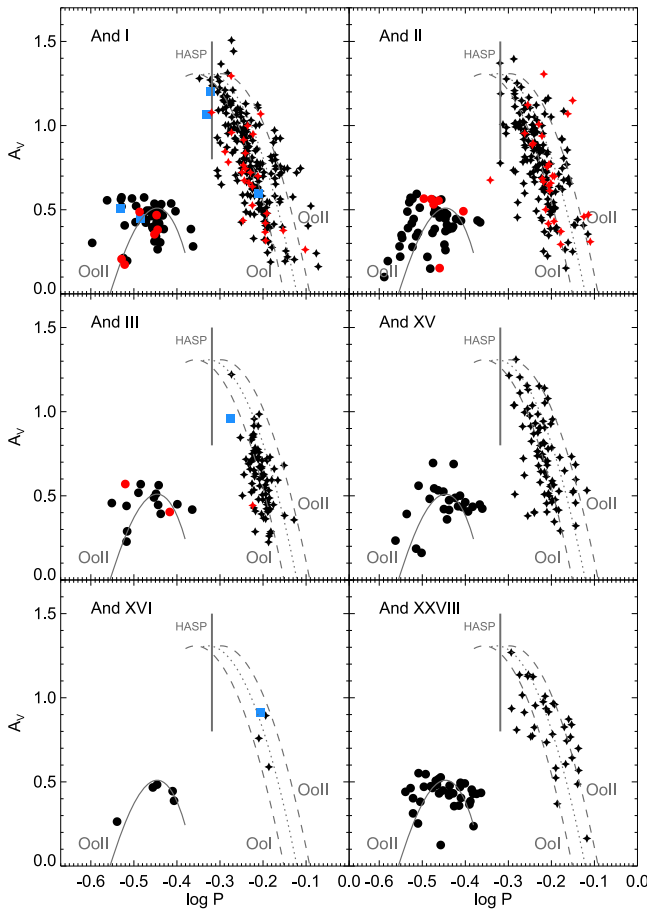 And I
HASP
OoII
OoI
OoII
1.5
1.0
0.5
0.0
A_V
And II
HASP
OoII
OoI
OoII
And III
HASP
OoII
OoI
OoII
1.5
1.0
0.5
0.0
A_V
And XV
HASP
OoII
OoI
OoII
And XVI
HASP
OoII
OoI
OoII
1.5
1.0
0.5
0.0
A_V
-0.6 -0.5 -0.4 -0.3 -0.2 -0.1 0.0
log P
And XXVIII
HASP
OoII
OoI
OoII
-0.6 -0.5 -0.4 -0.3 -0.2 -0.1 0.0
log P